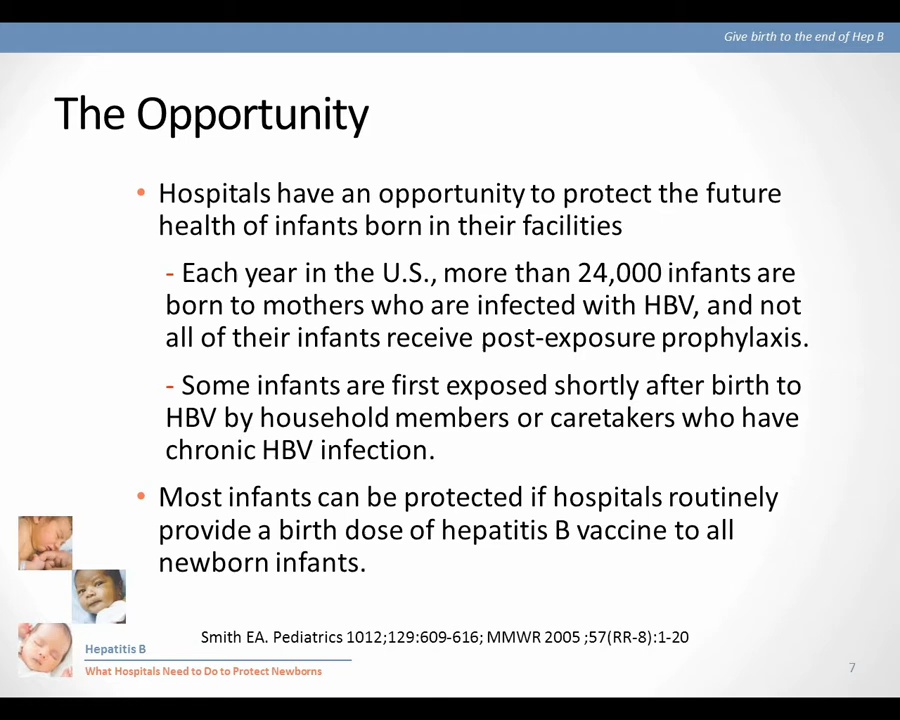 Give birth to the end of Hep B
The Opportunity
• Hospitals have an opportunity to protect the future
health of infants born in their facilities
- Each year in the U.S., more than 24,000 infants are
born to mothers who are infected with HBV, and not
all of their infants receive post-exposure prophylaxis.
- Some infants are first exposed shortly after birth to
HBV by household members or caretakers who have
chronic HBV infection.
• Most infants can be protected if hospitals routinely
provide a birth dose of hepatitis B vaccine to all
newborn infants.
Smith EA. Pediatrics 1012;129:609-616; MMWR 2005 ;57(RR-8):1-20
Hepatitis B
What Hospitals Need to Do to Protect Newborns
7